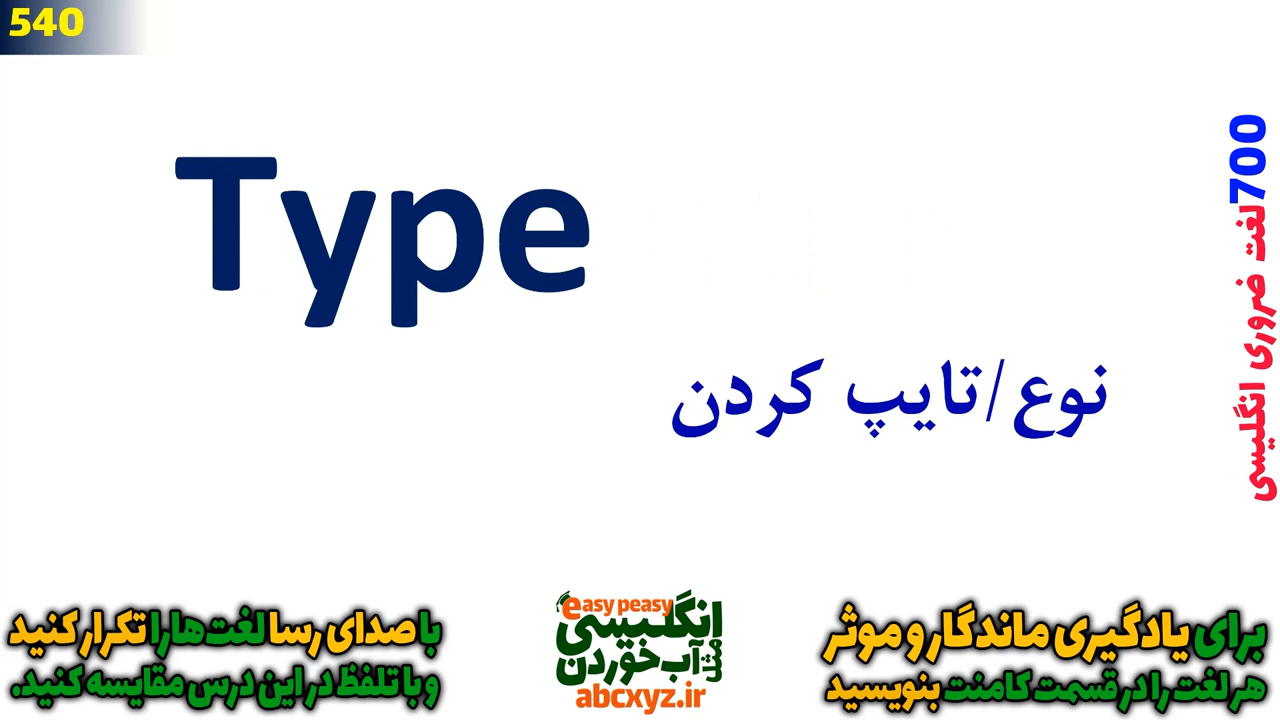 540
Type
نوع/تایپ کردن
700 لغت ضروری انگلیسی
برای یادگیری ماندگار و موثر
هر لغت را در قسمت کامنت بنویسید
easy peasy
انگلیسی
مثل آب خوردن
abcxyz.ir
با صدای رسا لغت‌ها را تکرار کنید
و با تلفظ در این درس مقایسه کنید.